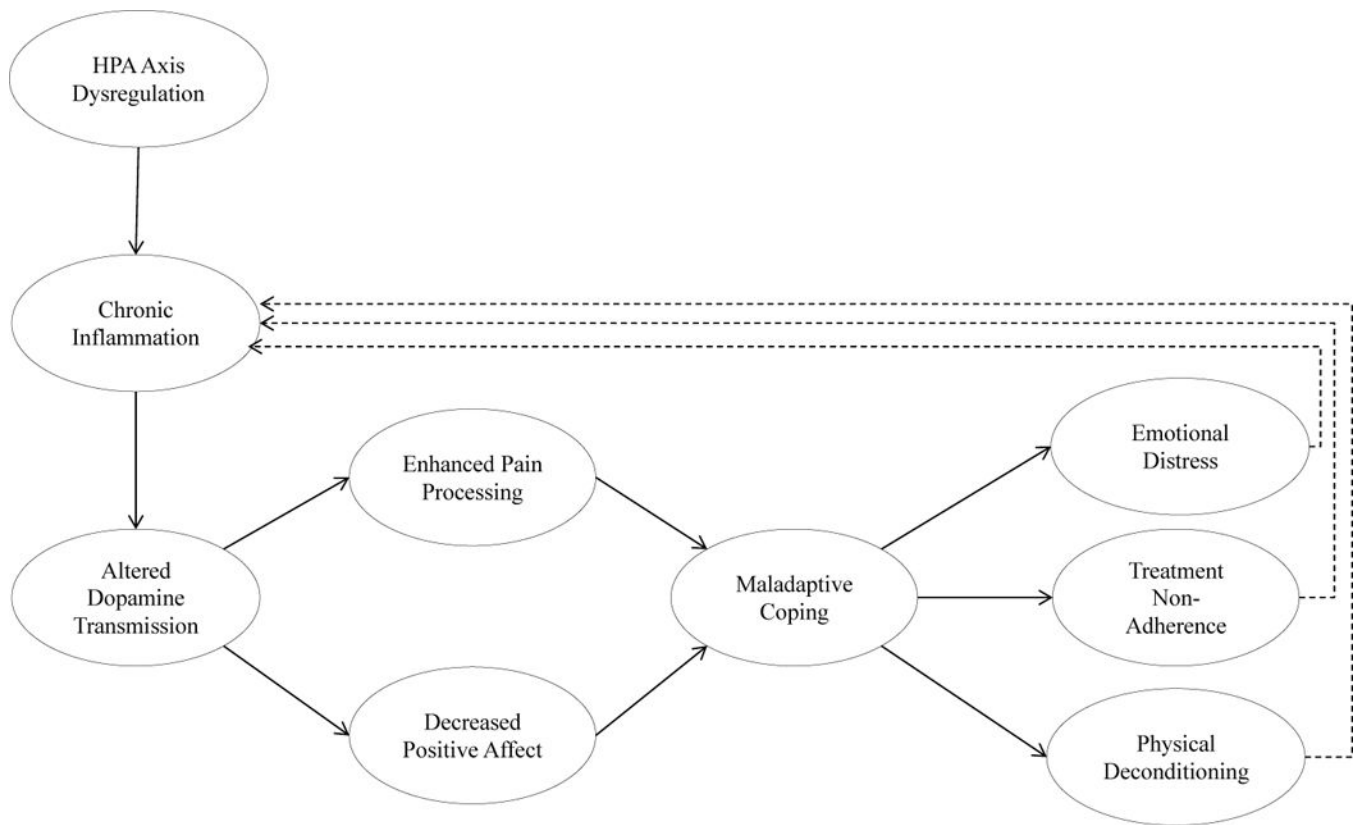 HPA Axis
Dysregulation
Chronic
Inflammation
Altered
Dopamine
Transmission
Enhanced Pain
Processing
Decreased
Positive Affect
Maladaptive
Coping
Emotional
Distress
Treatment
Non-
Adherence
Physical
Deconditioning